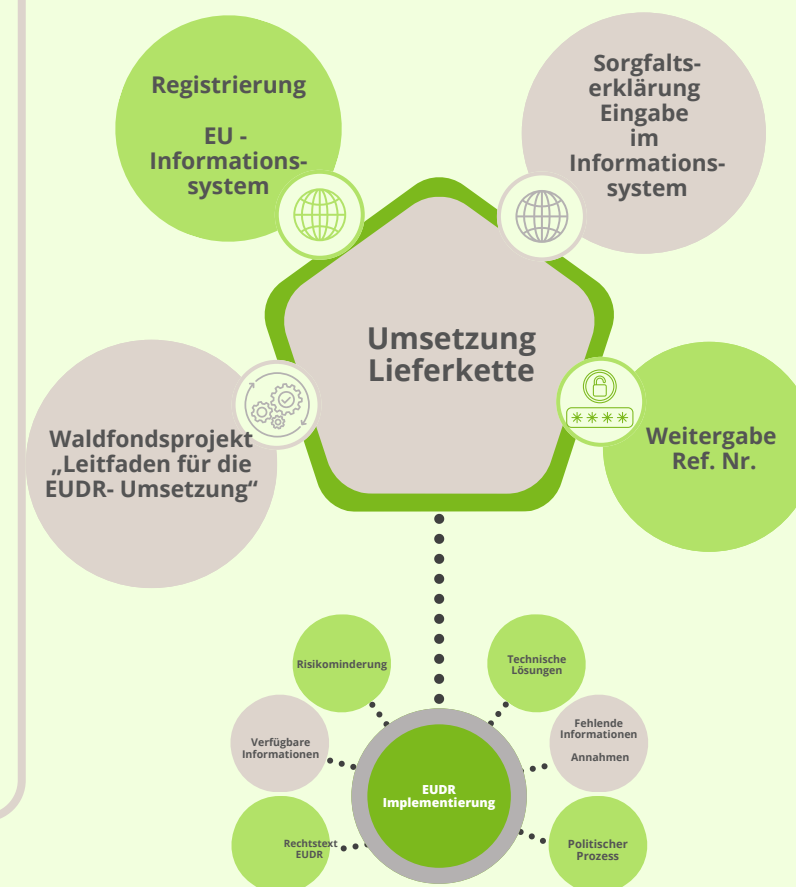 Registrierung
EU -
Informations-
system
Sorgfalts-
erklärung
Eingabe
im
Informations-
system
Umsetzung
Lieferkette
Waldfondsprojekt
„Leitfaden für die
EUDR- Umsetzung“
****
Weitergabe
Ref. Nr.
Risikominderung
Technische
Lösungen
Verfügbare
Informationen
Fehlende
Informationen
Annahmen
EUDR
Implementierung
Rechtstext
EUDR
Politischer
Prozess